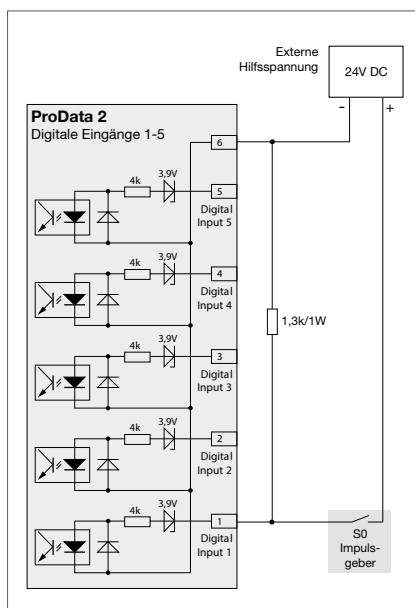 Externe
Hilfsspannung
24V DC
-
+
ProData 2
Digitale Eingänge 1-5
6
4k
3,9V
5
Digital
Input 5
4k
3,9V
4
Digital
Input 4
1,3k/1W
4k
3,9V
3
Digital
Input 3
4k
3,9V
2
Digital
Input 2
4k
3,9V
1
Digital
Input 1
S0
Impuls-
geber